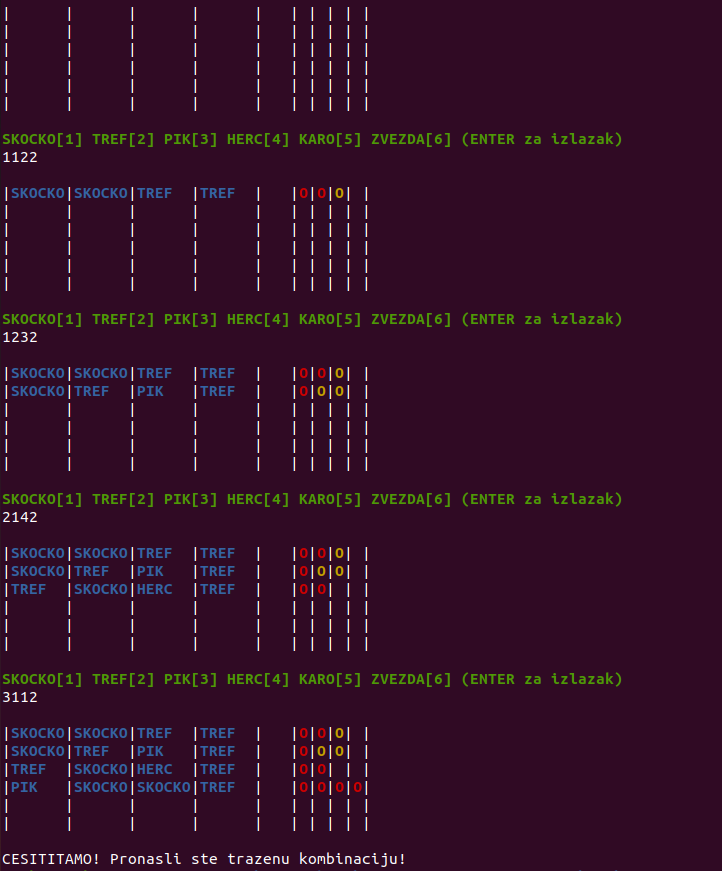 |      |      |      |      |   | | | | |
|      |      |      |      |   | | | | |
|      |      |      |      |   | | | | |
|      |      |      |      |   | | | | |
|      |      |      |      |   | | | | |
|      |      |      |      |   | | | | |
SKOCKO[1] TREF[2] PIK[3] HERC[4] KARO[5] ZVEZDA[6] (ENTER za izlazak)
1122
|SKOCKO|SKOCKO|TREF  |TREF  |   |O|O|O| |
|      |      |      |      |   | | | | |
|      |      |      |      |   | | | | |
|      |      |      |      |   | | | | |
|      |      |      |      |   | | | | |
|      |      |      |      |   | | | | |
SKOCKO[1] TREF[2] PIK[3] HERC[4] KARO[5] ZVEZDA[6] (ENTER za izlazak)
1232
|SKOCKO|SKOCKO|TREF  |TREF  |   |O|O|O| |
|SKOCKO|TREF  |PIK   |TREF  |   |O|O|O| |
|      |      |      |      |   | | | | |
|      |      |      |      |   | | | | |
|      |      |      |      |   | | | | |
|      |      |      |      |   | | | | |
SKOCKO[1] TREF[2] PIK[3] HERC[4] KARO[5] ZVEZDA[6] (ENTER za izlazak)
2142
|SKOCKO|SKOCKO|TREF  |TREF  |   |O|O|O| |
|SKOCKO|TREF  |PIK   |TREF  |   |O|O|O| |
|TREF  |SKOCKO|HERC  |TREF  |   |O|O| | |
|      |      |      |      |   | | | | |
|      |      |      |      |   | | | | |
|      |      |      |      |   | | | | |
SKOCKO[1] TREF[2] PIK[3] HERC[4] KARO[5] ZVEZDA[6] (ENTER za izlazak)
3112
|SKOCKO|SKOCKO|TREF  |TREF  |   |O|O|O| |
|SKOCKO|TREF  |PIK   |TREF  |   |O|O|O| |
|TREF  |SKOCKO|HERC  |TREF  |   |O|O| | |
|PIK   |SKOCKO|SKOCKO|TREF  |   |O|O|O|O|
|      |      |      |      |   | | | | |
|      |      |      |      |   | | | | |
CESITITAMO! Pronasli ste trazenu kombinaciju!